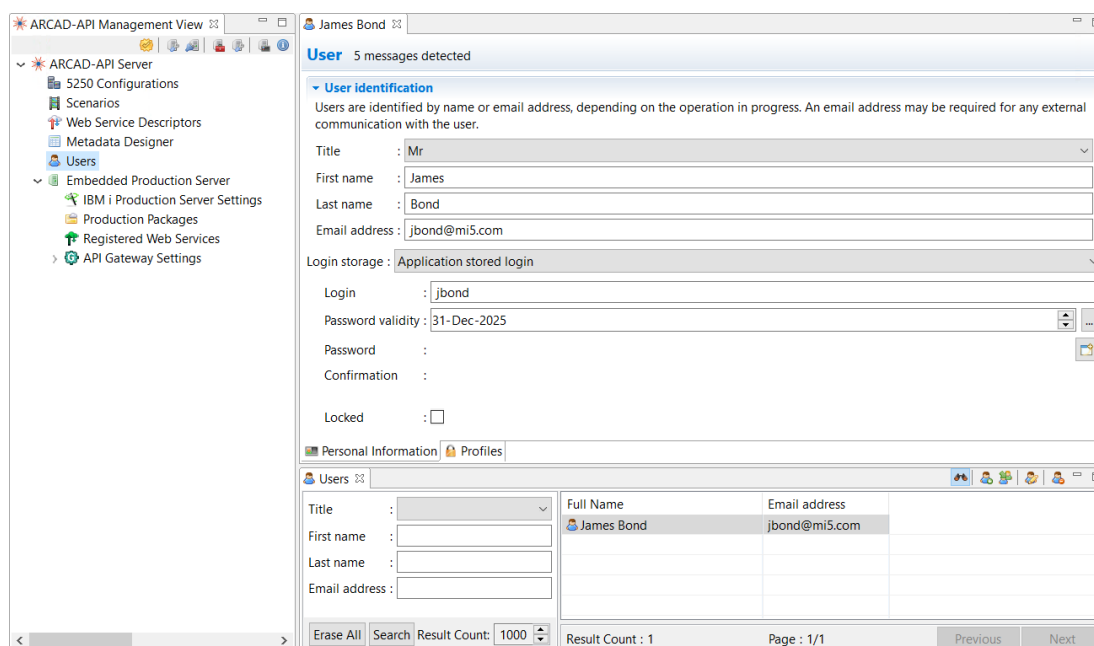 ARCAD-API Management View
ARCAD-API Server
5250 Configurations
Scenarios
Web Service Descriptors
Metadata Designer
Users
Embedded Production Server
IBM i Production Server Settings
Production Packages
Registered Web Services
API Gateway Settings
James Bond
User 5 messages detected
User identification
Users are identified by name or email address, depending on the operation in progress. An email address may be required for any external
communication with the user.
Title : Mr
First name : James
Last name : Bond
Email address : jbond@mi5.com
Login storage : Application stored login
Login : jbond
Password validity : 31-Dec-2025 ...
Password :
Confirmation :
Locked :
Personal Information Profiles
Users
Title :
First name :
Last name :
Email address :
Erase All Search Result Count: 1000
Full Name Email address
James Bond jbond@mi5.com
Result Count : 1 Page : 1/1 Previous Next